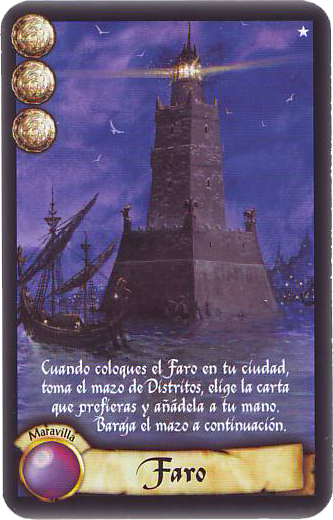 Cuando coloques el Faro en tu ciudad,
toma el mazo de Distritos, elige la carta
que prefieras y añádela a tu mano.
Baraja el mazo a continuación.
Maravilla
Faro